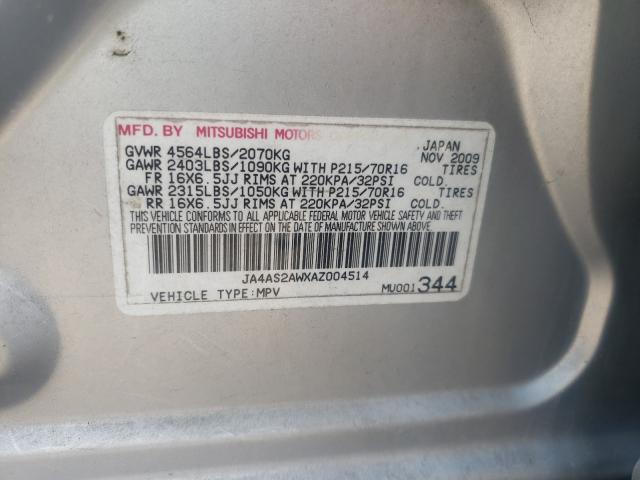 MFD. BY MITSUBISHI MOTORS
JAPAN
GVWR 4564LBS/2070KG NOV 2009
GAWR 2403LBS/1090KG WITH P215/70R16 TIRES
FR 16X6.5JJ RIMS AT 220KPA/32PSI COLD.
GAWR 2315LBS/1050KG WITH P215/70R16 TIRES
RR 16X6.5JJ RIMS AT 220KPA/32PSI COLD.
THIS VEHICLE CONFORMS TO ALL APPLICABLE FEDERAL MOTOR VEHICLE SAFETY AND THEFT
PREVENTION STANDARDS IN EFFECT ON THE DATE OF MANUFACTURE SHOWN ABOVE.
JA4AS2AWXAZ004514
VEHICLE TYPE:MPV MU001344